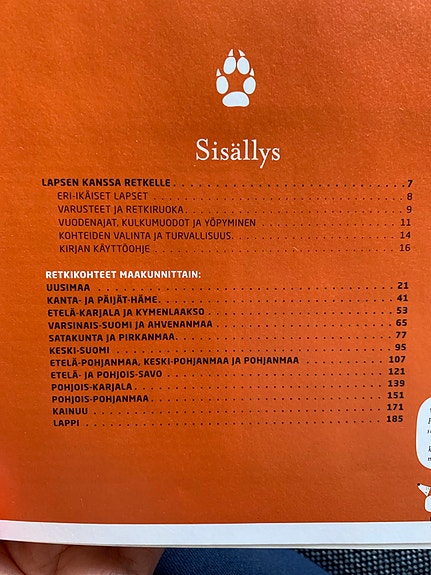 Sisällys
LAPSEN KANSSA RETKELLE . . . . . . . . . . . . . . . . . . . . . . . . . . . . . 7
ERI-IKÄISET LAPSET . . . . . . . . . . . . . . . . . . . . . . . . . . . . . 8
VARUSTEET JA RETKIRUOKA . . . . . . . . . . . . . . . . . . . . . . . . 9
VUODENAJAT, KULKUMUODOT JA YÖPYMINEN . . . . . . . . . . . . . 11
KOHTEIDEN VALINTA JA TURVALLISUUS . . . . . . . . . . . . . . . . 14
KIRJAN KÄYTTÖOHJE . . . . . . . . . . . . . . . . . . . . . . . . . . . . 16
RETKIKOHTEET MAAKUNNITTAIN:
UUSIMAA . . . . . . . . . . . . . . . . . . . . . . . . . . . . . . . . . . . 21
KANTA- JA PÄIJÄT-HÄME . . . . . . . . . . . . . . . . . . . . . . . . . . 41
ETELÄ-KARJALA JA KYMENLAAKSO . . . . . . . . . . . . . . . . . . . . 53
VARSINAIS-SUOMI JA AHVENANMAA . . . . . . . . . . . . . . . . . . . 65
SATAKUNTA JA PIRKANMAA . . . . . . . . . . . . . . . . . . . . . . . . 77
KESKI-SUOMI . . . . . . . . . . . . . . . . . . . . . . . . . . . . . . . . 95
ETELÄ-POHJANMAA, KESKI-POHJANMAA JA POHJANMAA . . . . . . . . 107
ETELÄ- JA POHJOIS-SAVO . . . . . . . . . . . . . . . . . . . . . . . . . 121
POHJOIS-KARJALA . . . . . . . . . . . . . . . . . . . . . . . . . . . . . 139
POHJOIS-POHJANMAA . . . . . . . . . . . . . . . . . . . . . . . . . . . 151
KAINUU . . . . . . . . . . . . . . . . . . . . . . . . . . . . . . . . . . . 171
LAPPI . . . . . . . . . . . . . . . . . . . . . . . . . . . . . . . . . . . . 185